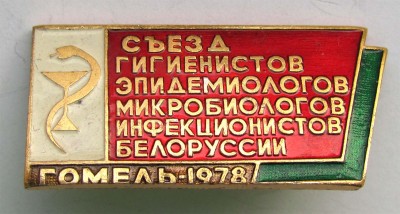 СЪЕЗД
ГИГИЕНИСТОВ
ЭПИДЕМИОЛОГОВ
МИКРОБИОЛОГОВ
ИНФЕКЦИОНИСТОВ
БЕЛОРУССИИ
ГОМЕЛЬ-1978